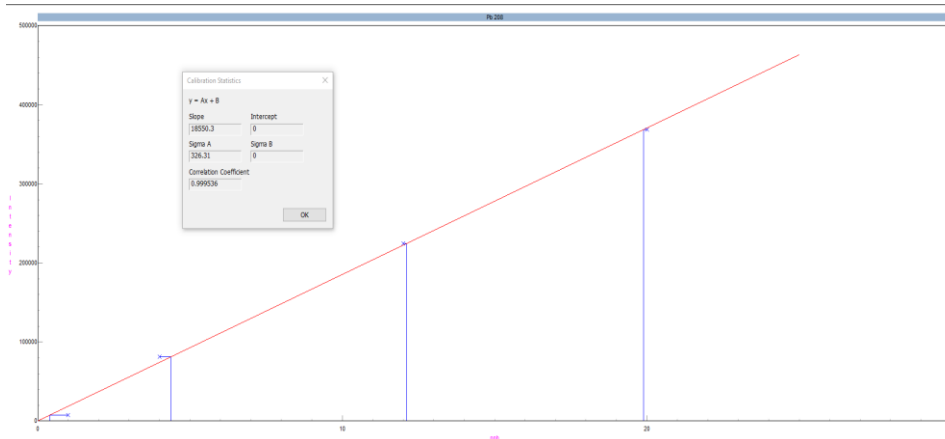 Pb 208
500000
Calibration Statistics
y = Ax + B
Slope Intercept
18550.3 0
Sigma A Sigma B
326.31 0
Correlation Coefficient
0.999536
OK
400000
300000
Intensity
200000
100000
0
0 10 20